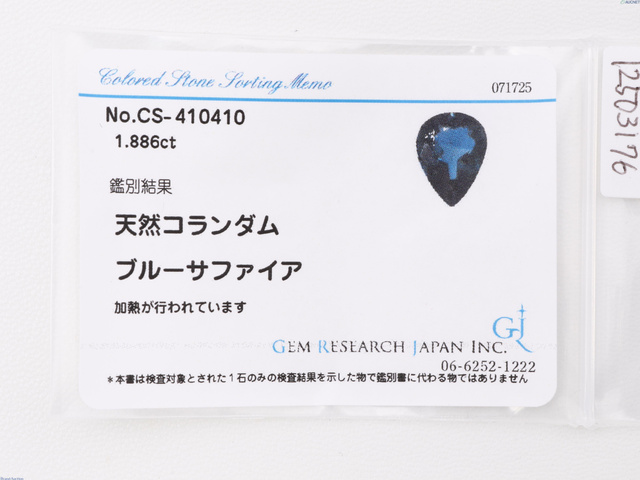 Colored Stone Sorting Memo
071725
No.CS-410410
1.886ct
鑑別結果
天然コランダム
ブルーサファイア
加熱が行われています
GJR
GEM RESEARCH JAPAN INC.
06-6252-1222
*本書は検査対象とされた1石のみの検査結果を示した物で鑑別書に代わる物ではありません
12503176